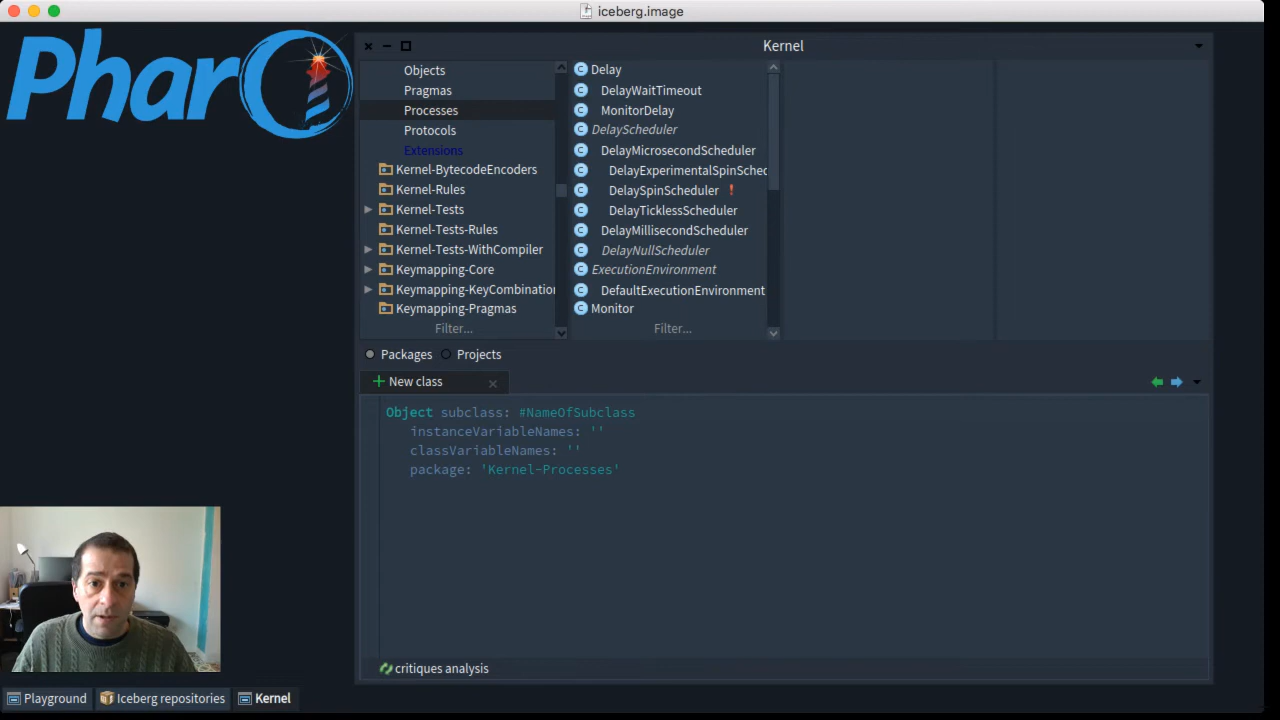 iceberg.image
Pharo
Kernel
Objects
Pragmas
Processes
Protocols
Extensions
Kernel-BytecodeEncoders
Kernel-Rules
Kernel-Tests
Kernel-Tests-Rules
Kernel-Tests-WithCompiler
Keymapping-Core
Keymapping-KeyCombination
Keymapping-Pragmas
Filter...
Delay
DelayWaitTimeout
MonitorDelay
DelayScheduler
DelayMicrosecondScheduler
DelayExperimentalSpinSched
DelaySpinScheduler !
DelayTicklessScheduler
DelayMillisecondScheduler
DelayNullScheduler
ExecutionEnvironment
DefaultExecutionEnvironment
Monitor
Filter...
Packages Projects
New class
Object subclass: #NameOfSubclass
instanceVariableNames: ''
classVariableNames: ''
package: 'Kernel-Processes'
critiques analysis
Playground Iceberg repositories Kernel